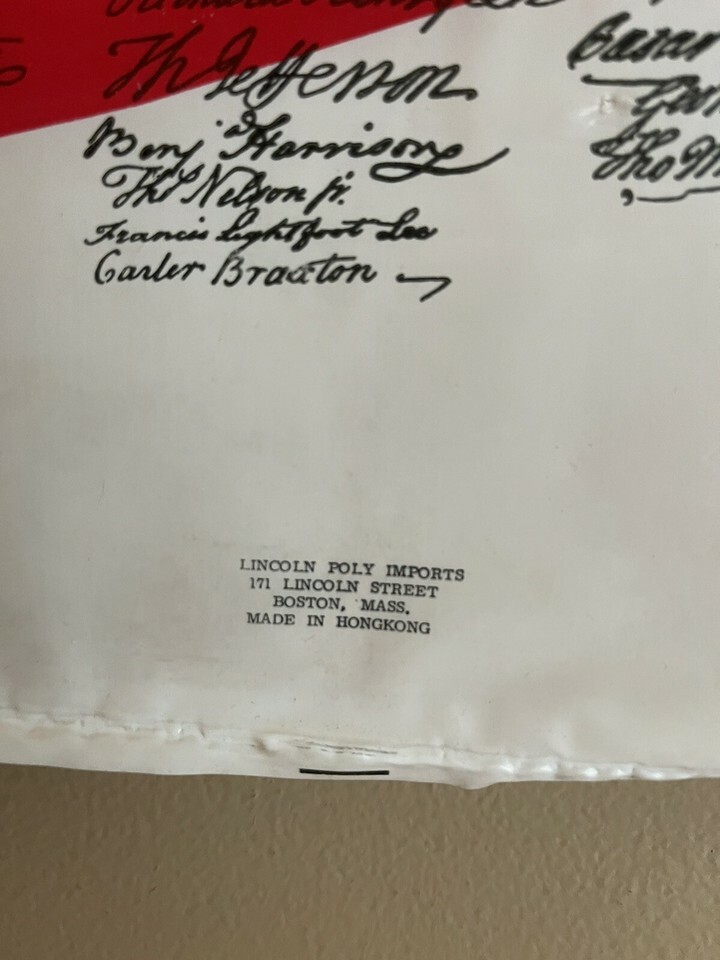 Th Jefferson
Benj Harrison
Thos Nelson jr.
Francis Lightfoot Lee
Carter Braxton
LINCOLN POLY IMPORTS
171 LINCOLN STREET
BOSTON, MASS.
MADE IN HONGKONG